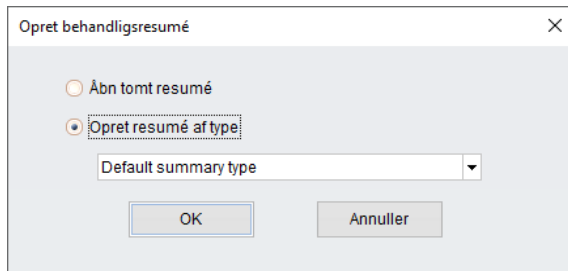 Opret behandligsresumé
Åbn tomt resumé
Opret resumé af type
Default summary type
OK
Annuller